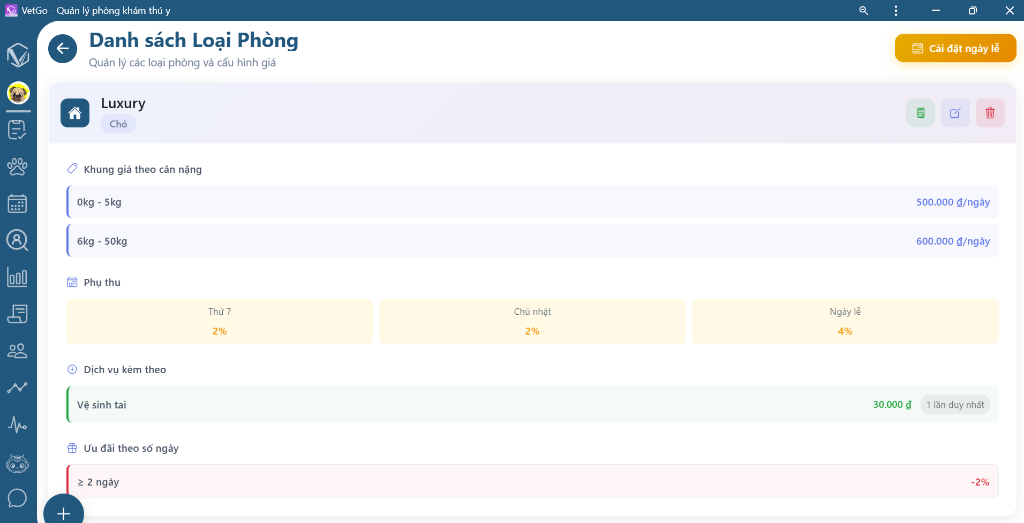 VetGo - Quản lý phòng khám thú y
Danh sách Loại Phòng
Quản lý các loại phòng và cấu hình giá
Cài đặt ngày lễ
Luxury
Chó
Khung giá theo cân nặng
0kg - 5kg 500.000 ₫/ngày
6kg - 50kg 600.000 ₫/ngày
Phụ thu
Thứ 7 Chủ nhật Ngày lễ
2% 2% 4%
Dịch vụ kèm theo
Vệ sinh tai 30.000 ₫ 1 lần duy nhất
Ưu đãi theo số ngày
≥ 2 ngày -2%